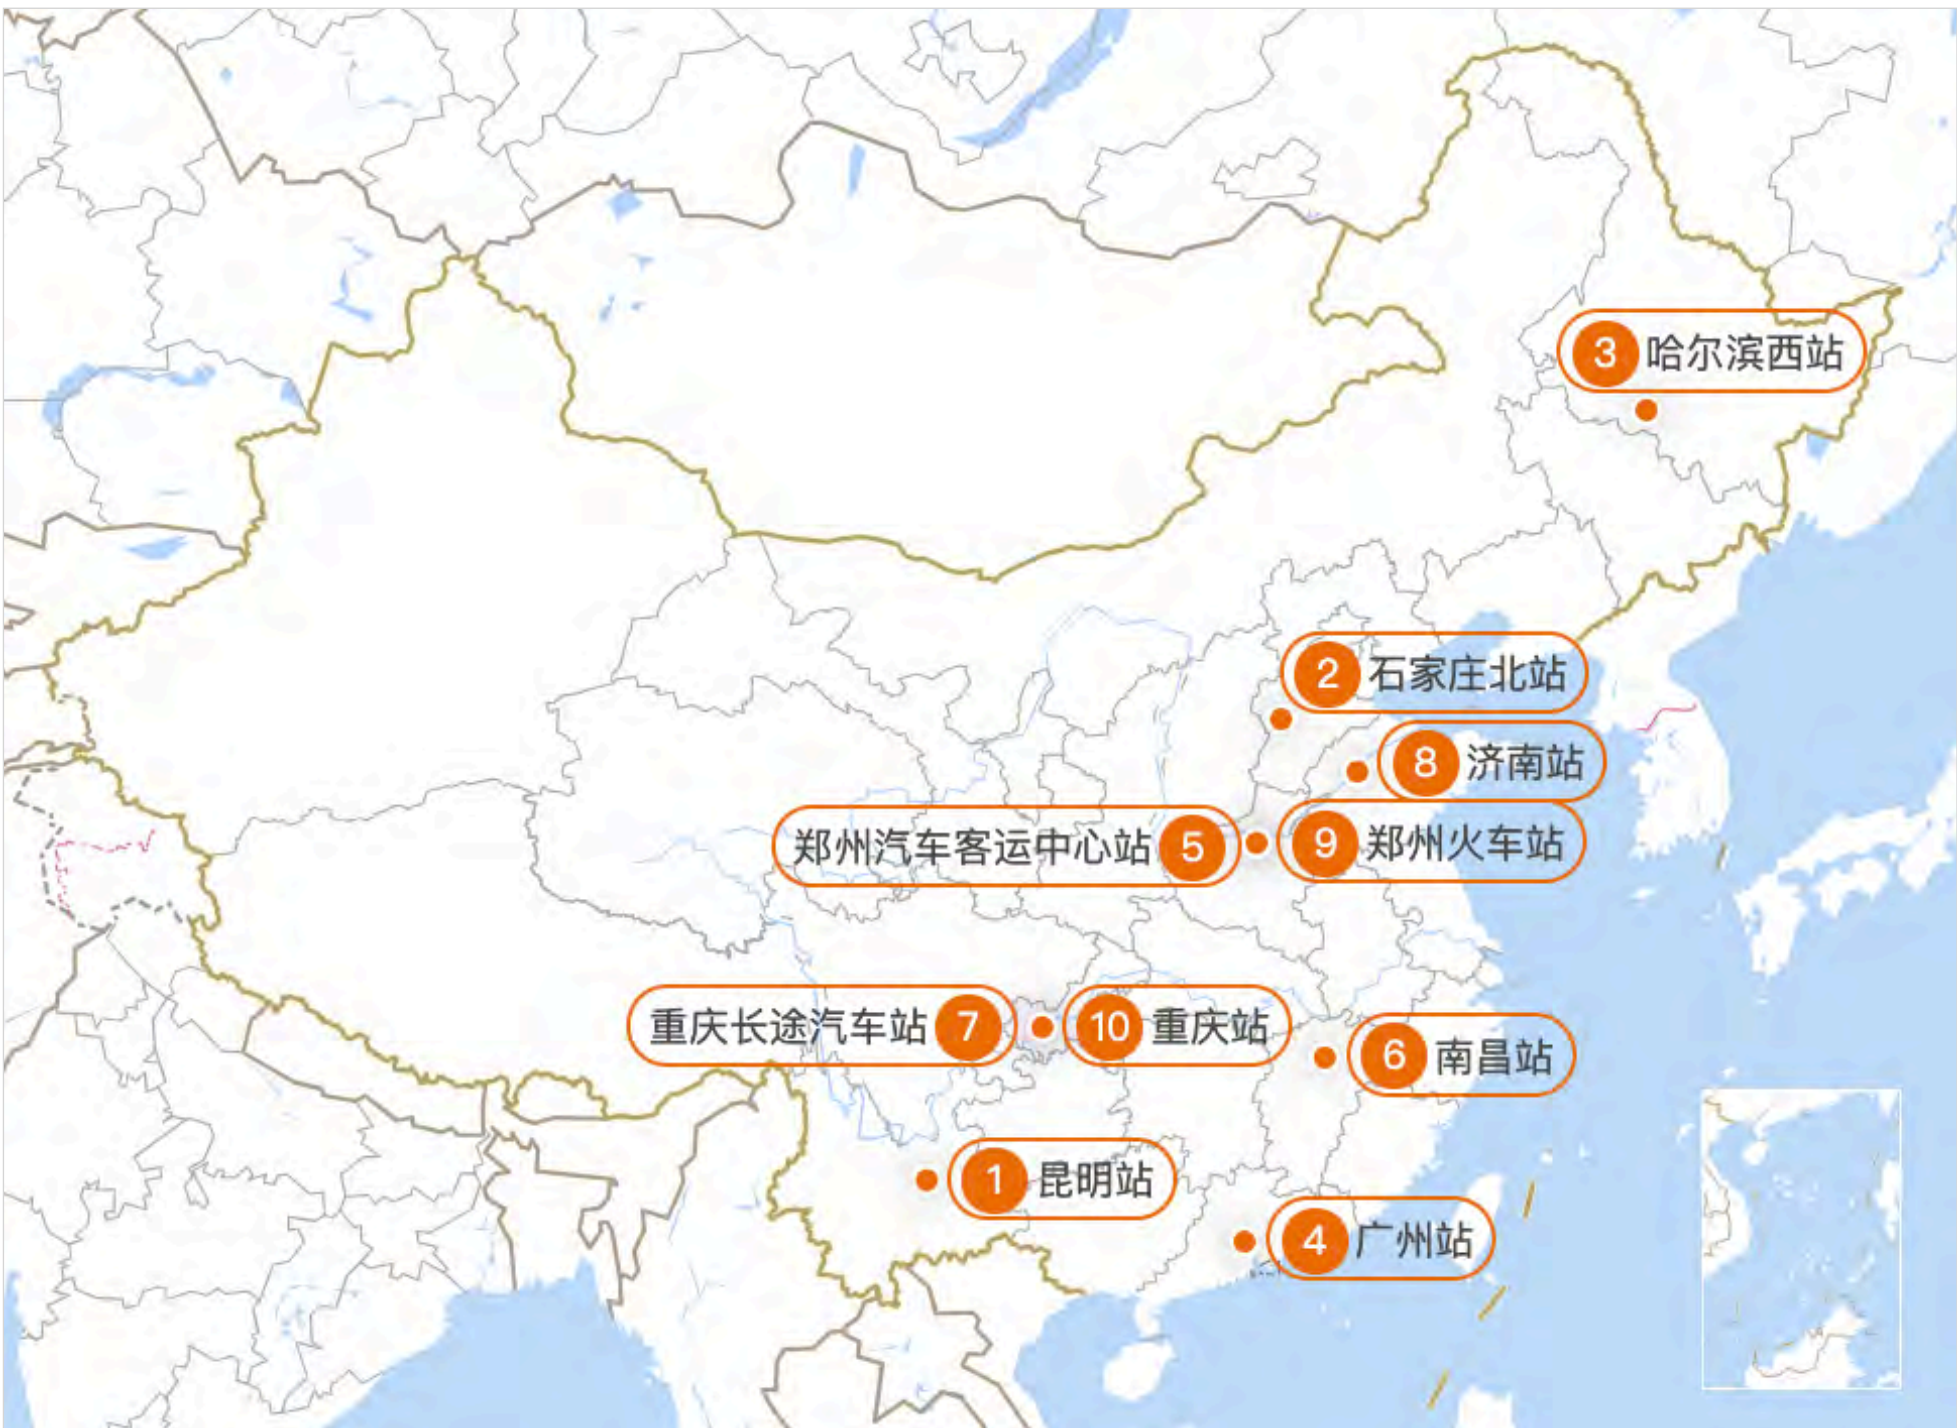 3 哈尔滨西站
2 石家庄北站
8 济南站
郑州汽车客运中心站 5
9 郑州火车站
重庆长途汽车站 7
10 重庆站
6 南昌站
1 昆明站
4 广州站